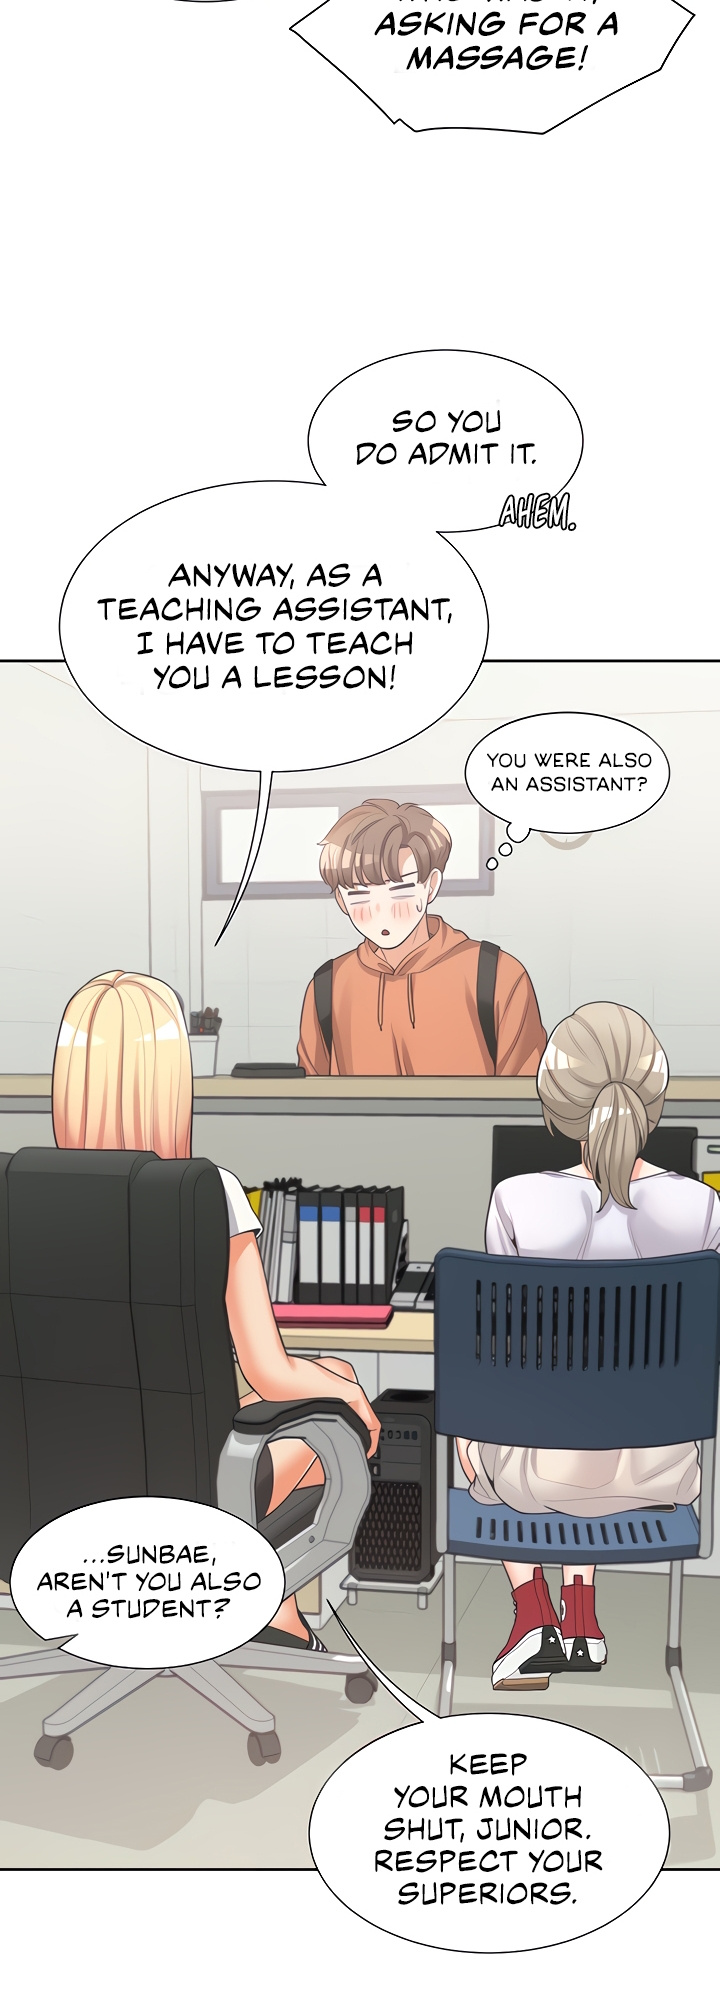 ASKING FOR A
MASSAGE!
SO YOU
DO ADMIT IT.
AHEM.
ANYWAY, AS A
TEACHING ASSISTANT,
I HAVE TO TEACH
YOU A LESSON!
YOU WERE ALSO
AN ASSISTANT?
...SUNBAE,
AREN'T YOU ALSO
A STUDENT?
KEEP
YOUR MOUTH
SHUT, JUNIOR.
RESPECT YOUR
SUPERIORS.